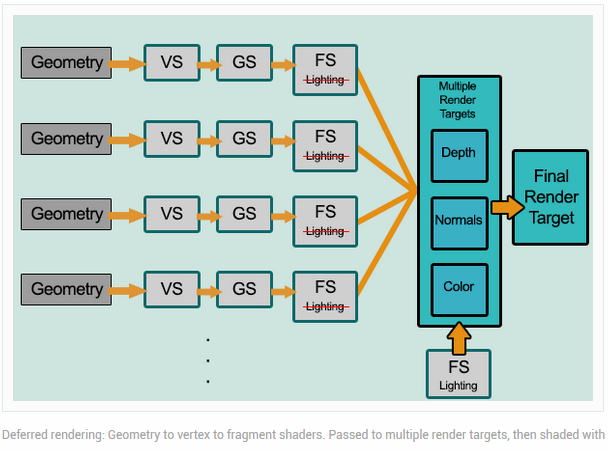 Geometry VS GS FS
Lighting
Geometry VS GS FS
Lighting
Geometry VS GS FS
Lighting
Geometry VS GS FS
Lighting
Multiple
Render
Targets
Depth
Normals
Color
Final
Render
Target
FS
Lighting
Deferred rendering: Geometry to vertex to fragment shaders. Passed to multiple render targets, then shaded with